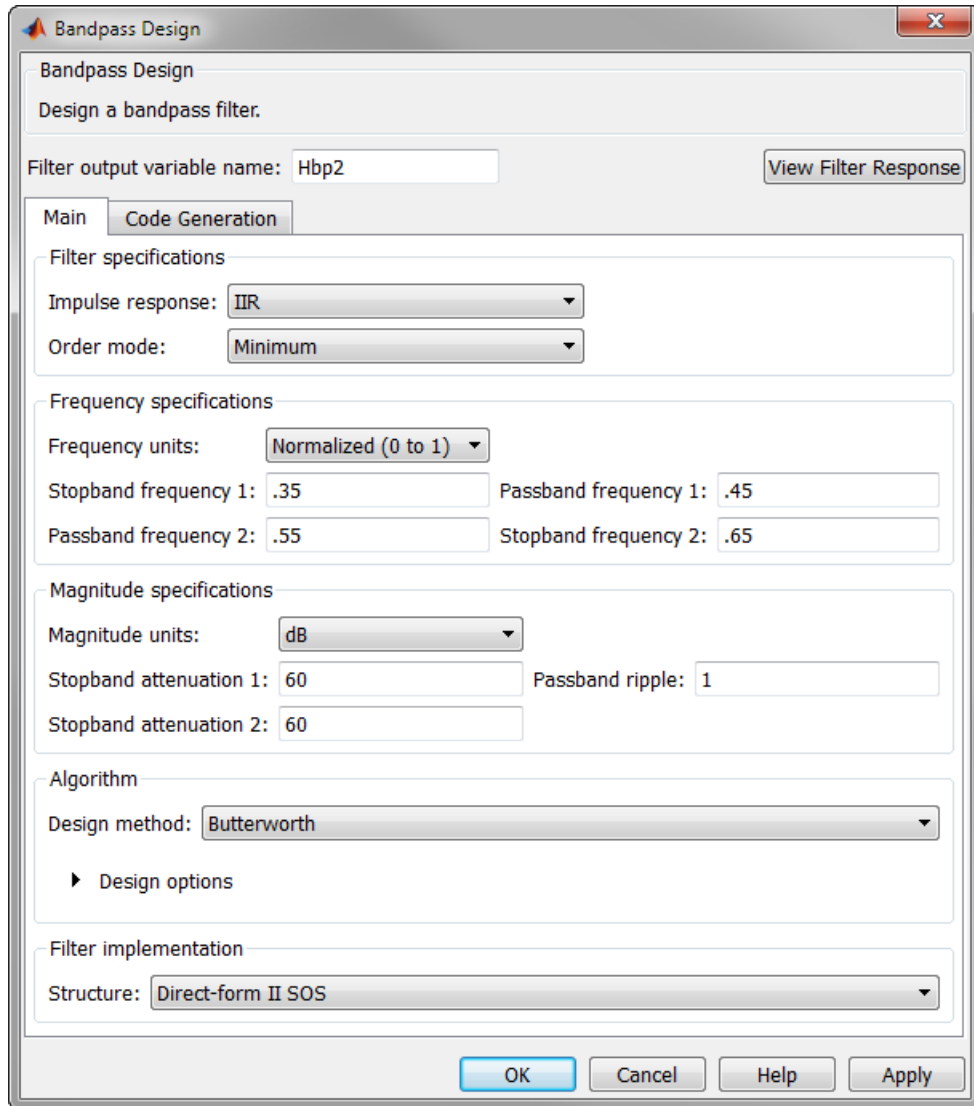 Bandpass Design
Bandpass Design
Design a bandpass filter.
Filter output variable name: Hbp2 View Filter Response
Main Code Generation
Filter specifications
Impulse response: IIR
Order mode: Minimum
Frequency specifications
Frequency units: Normalized (0 to 1)
Stopband frequency 1: .35 Passband frequency 1: .45
Passband frequency 2: .55 Stopband frequency 2: .65
Magnitude specifications
Magnitude units: dB
Stopband attenuation 1: 60 Passband ripple: 1
Stopband attenuation 2: 60
Algorithm
Design method: Butterworth
Design options
Filter implementation
Structure: Direct-form II SOS
OK Cancel Help Apply